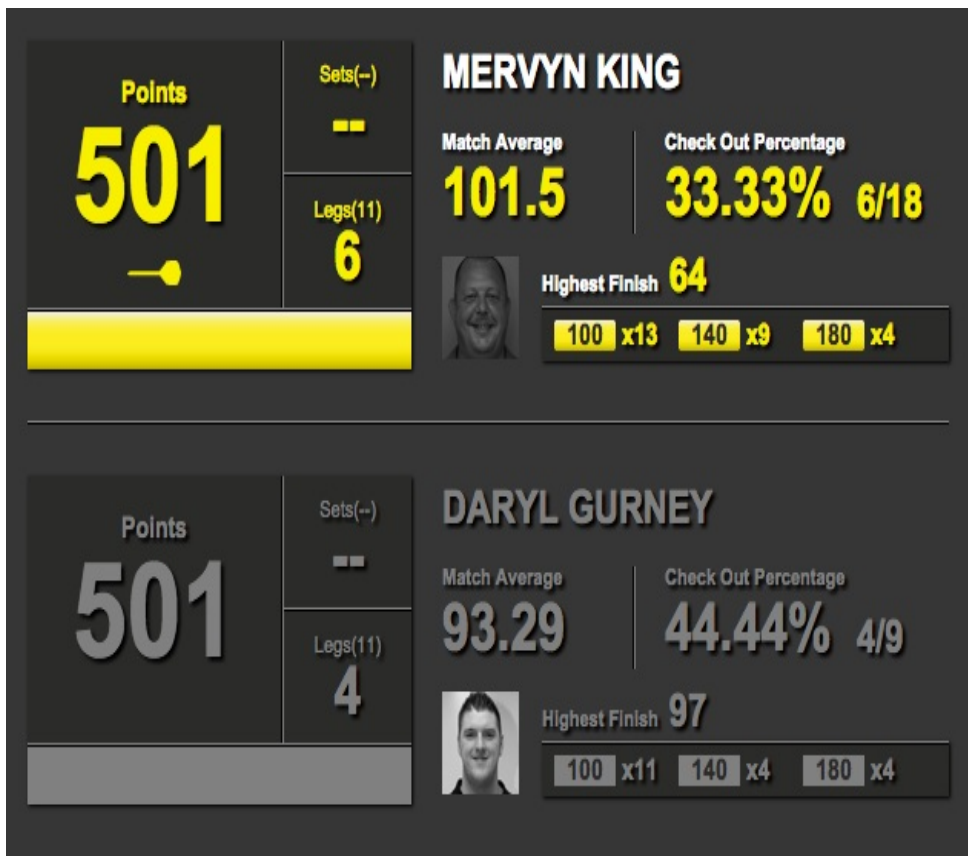 Points
501
Sets(--)
--
Legs(11)
6
MERVYN KING
Match Average
101.5
Check Out Percentage
33.33% 6/18
Highest Finish 64
100 x13 140 x9 180 x4
Points
501
Sets(--)
--
Legs(11)
4
DARYL GURNEY
Match Average
93.29
Check Out Percentage
44.44% 4/9
Highest Finish 97
100 x11 140 x4 180 x4